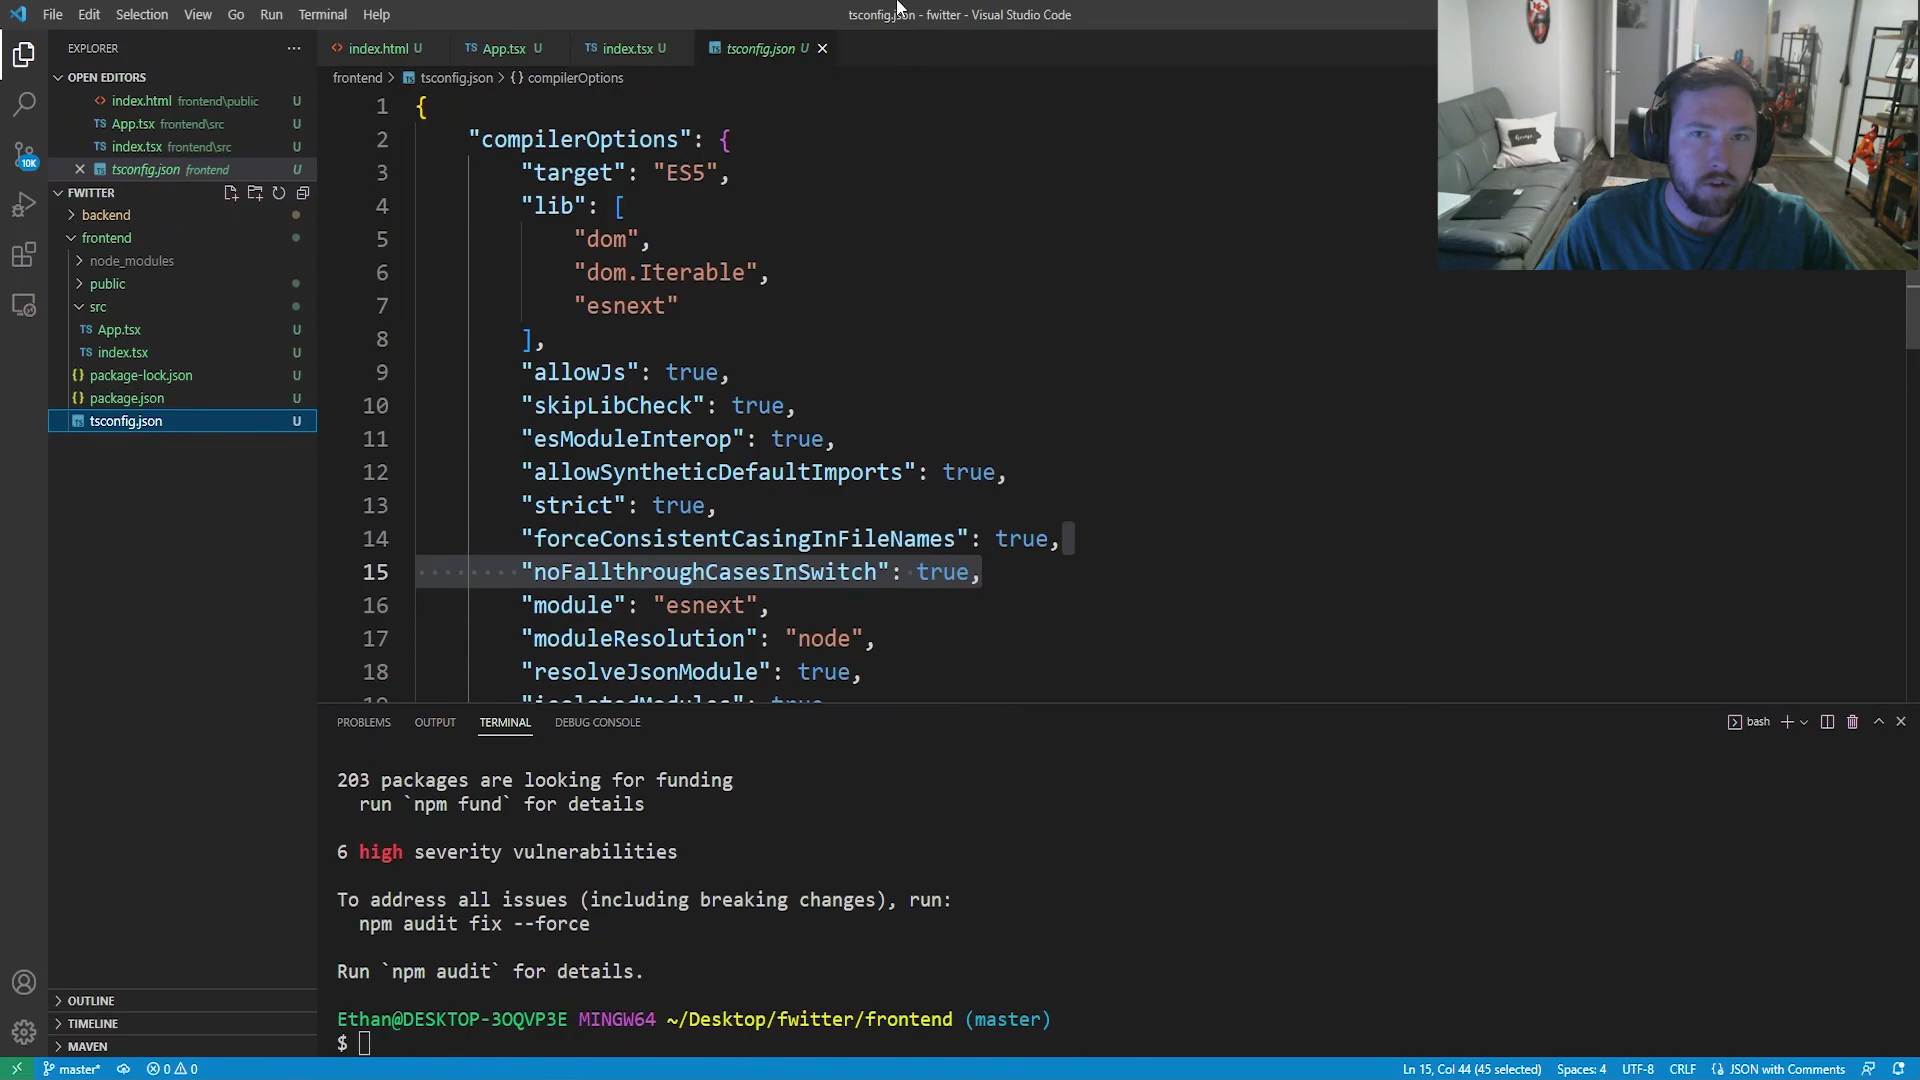 File Edit Selection View Go Run Terminal Help
tsconfig.json - fwitter - Visual Studio Code
EXPLORER
OPEN EDITORS
index.html frontend\public U
App.tsx frontend\src U
index.tsx frontend\src U
tsconfig.json frontend U
FWITTER
backend
frontend
node_modules
public
src
TS App.tsx U
TS index.tsx U
{} package-lock.json U
{} package.json U
tsconfig.json U
OUTLINE
TIMELINE
MAVEN
10K
index.html U
TS App.tsx U
TS index.tsx U
tsconfig.json U
frontend > tsconfig.json > {} compilerOptions
1 {
2 "compilerOptions": {
3 "target": "ES5",
4 "lib": [
5 "dom",
6 "dom.Iterable",
7 "esnext"
8 ],
9 "allowJs": true,
10 "skipLibCheck": true,
11 "esModuleInterop": true,
12 "allowSyntheticDefaultImports": true,
13 "strict": true,
14 "forceConsistentCasingInFileNames": true,
15 "noFallthroughCasesInSwitch": true,
16 "module": "esnext",
17 "moduleResolution": "node",
18 "resolveJsonModule": true,
19 "isolatedModules": true
PROBLEMS OUTPUT TERMINAL DEBUG CONSOLE
bash
203 packages are looking for funding
run `npm fund` for details
6 high severity vulnerabilities
To address all issues (including breaking changes), run:
npm audit fix --force
Run `npm audit` for details.
Ethan@DESKTOP-3OQVP3E MINGW64 ~/Desktop/fwitter/frontend (master)
$
master* 0 0
Ln 15, Col 44 (45 selected) Spaces: 4 UTF-8 CRLF {} JSON with Comments